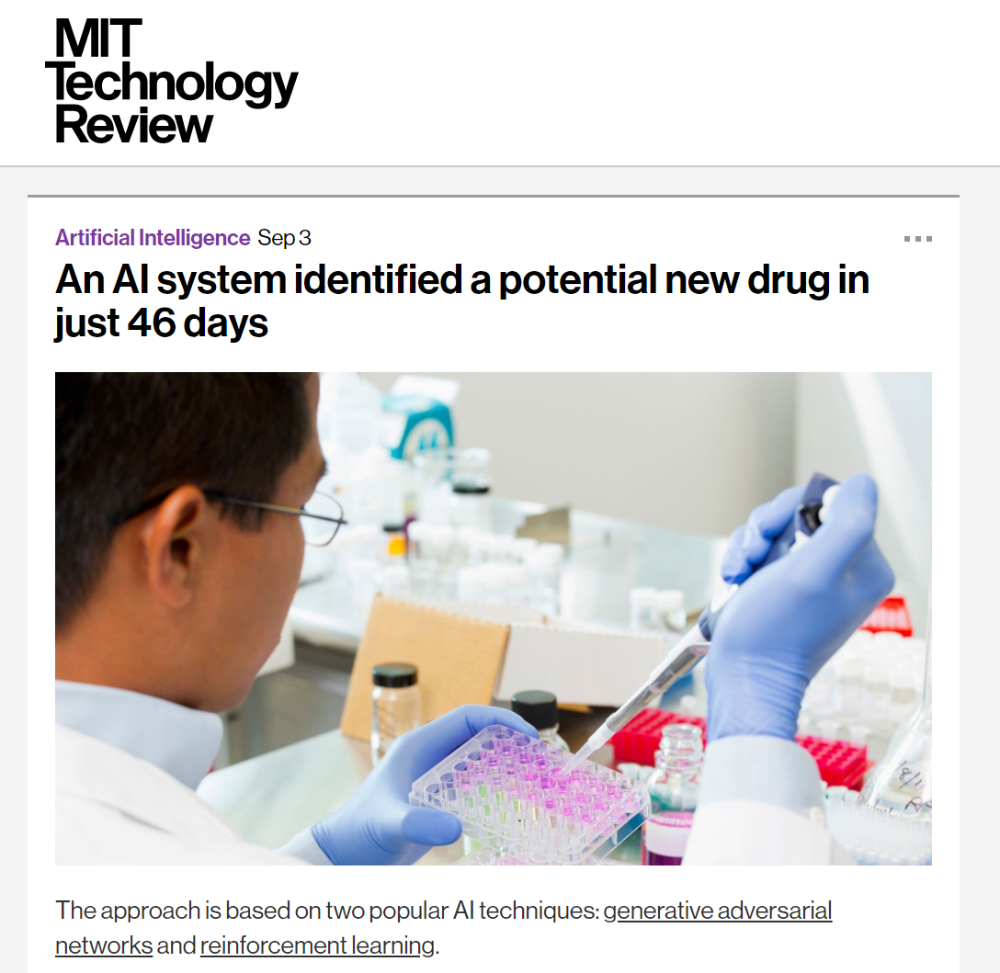 MIT
Technology
Review
Artificial Intelligence Sep 3
An AI system identified a potential new drug in
just 46 days
The approach is based on two popular AI techniques: generative adversarial
networks and reinforcement learning.